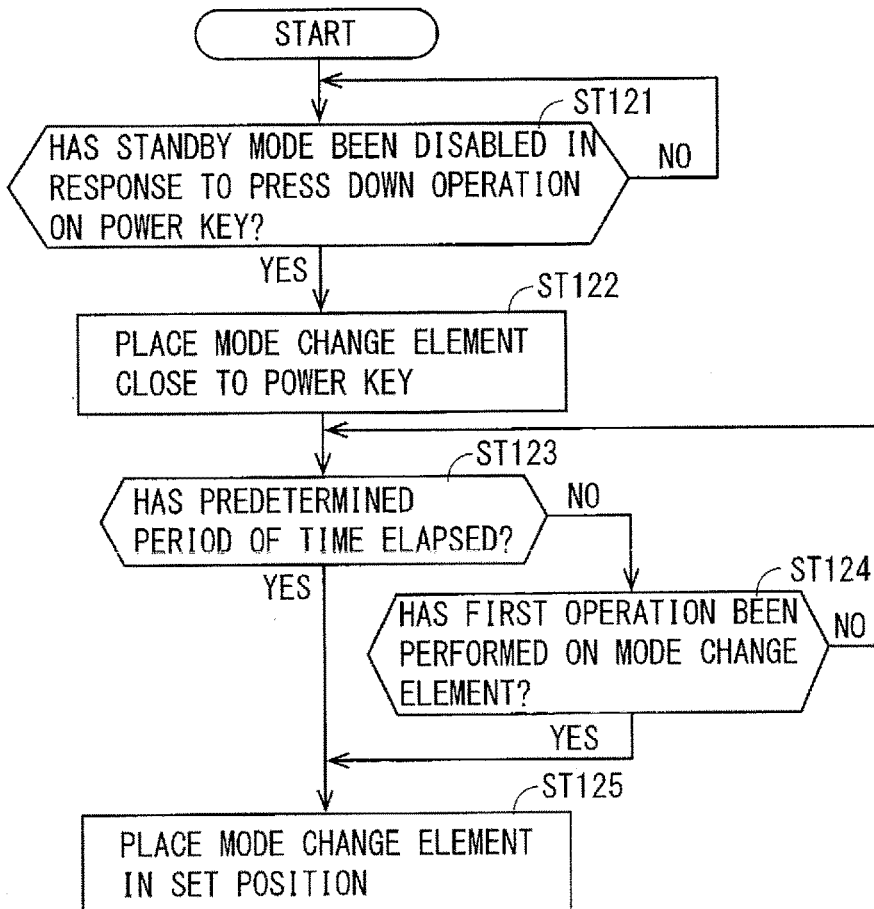 START
ST121
HAS STANDBY MODE BEEN DISABLED IN
RESPONSE TO PRESS DOWN OPERATION
ON POWER KEY?
NO
YES
ST122
PLACE MODE CHANGE ELEMENT
CLOSE TO POWER KEY
ST123
HAS PREDETERMINED
PERIOD OF TIME ELAPSED?
NO
YES
ST124
HAS FIRST OPERATION BEEN
PERFORMED ON MODE CHANGE
ELEMENT?
NO
YES
ST125
PLACE MODE CHANGE ELEMENT
IN SET POSITION